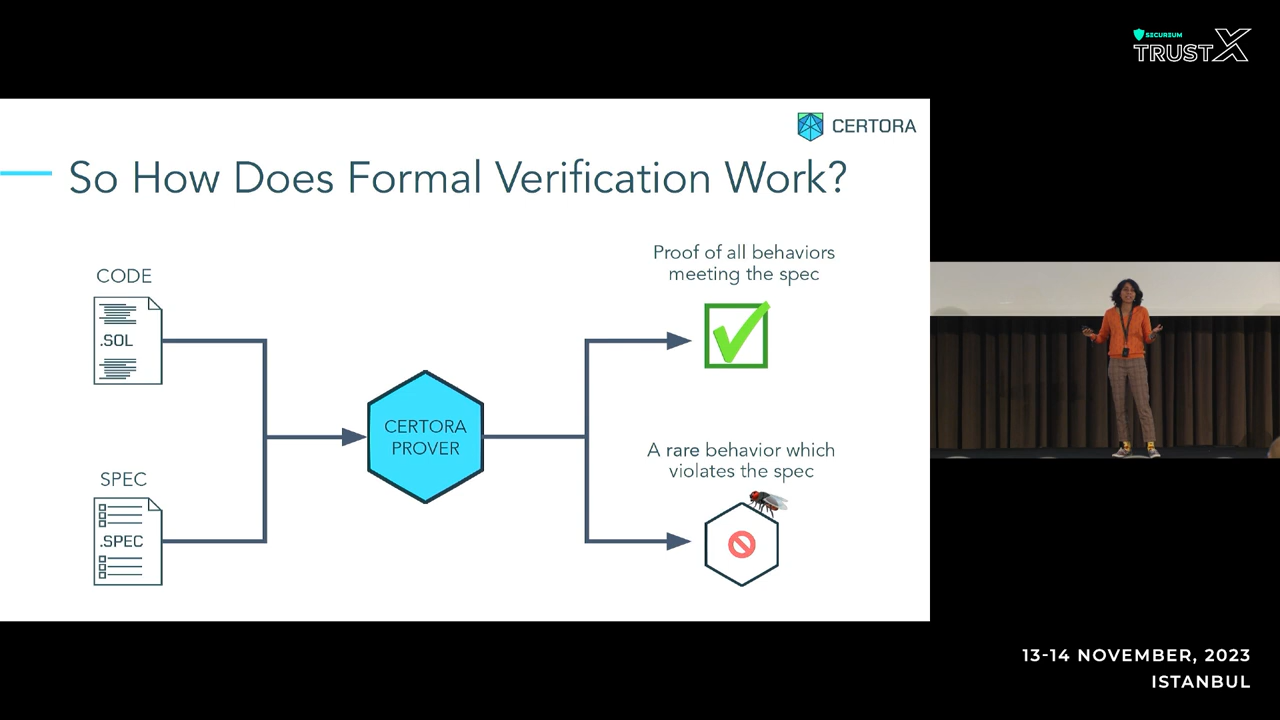 SECUREUM
TRUSTX
CERTORA
So How Does Formal Verification Work?
CODE
.SOL
SPEC
.SPEC
CERTORA
PROVER
Proof of all behaviors
meeting the spec
A rare behavior which
violates the spec
13-14 NOVEMBER, 2023
ISTANBUL